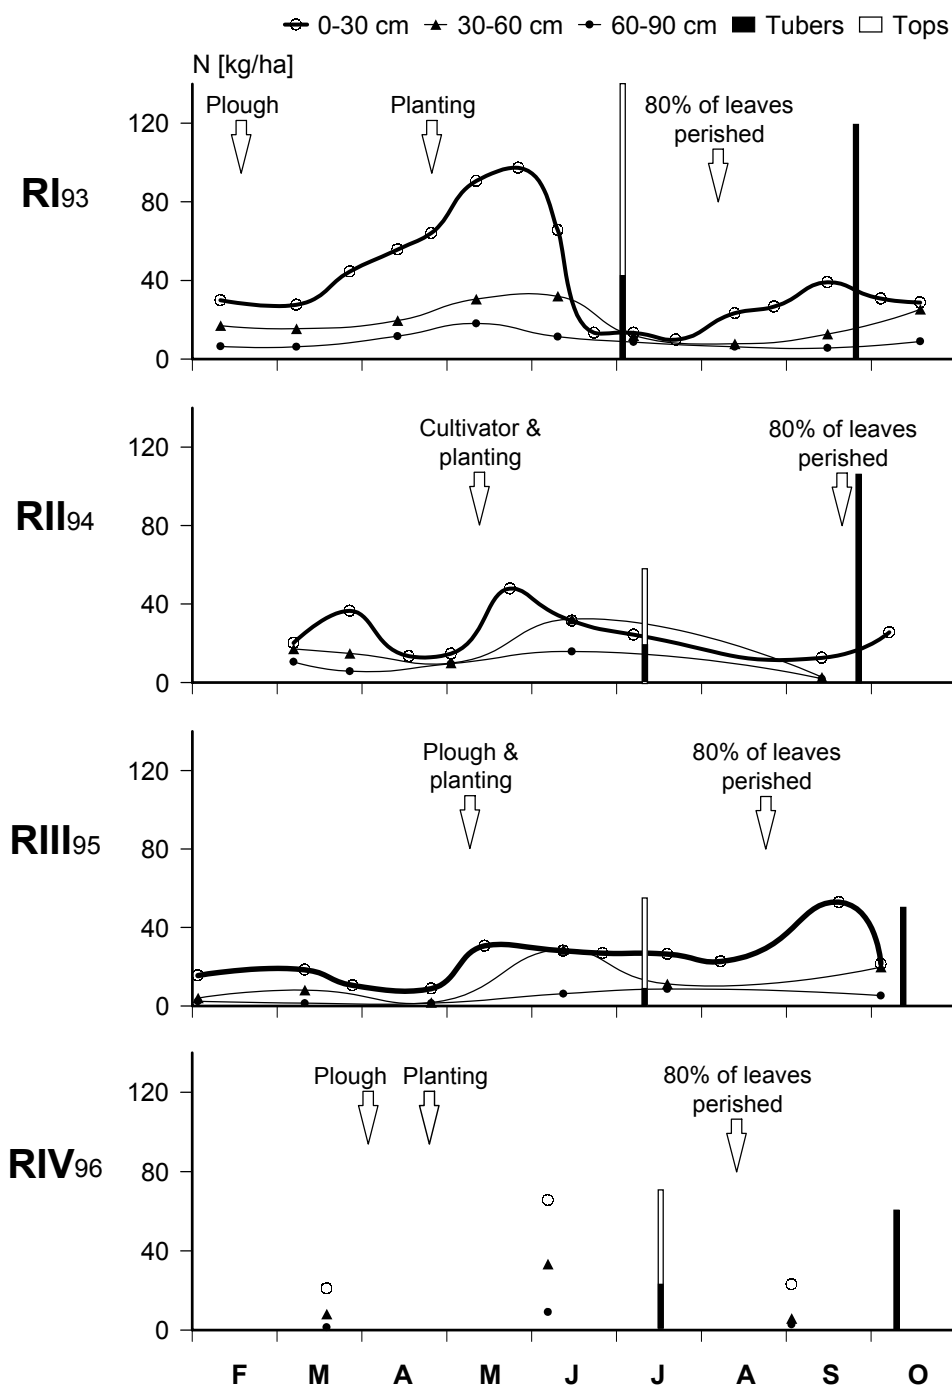 0-30 cm 30-60 cm 60-90 cm Tubers Tops
N [kg/ha]
Plough Planting 80% of leaves
perished
RI93
120
80
40
0
Cultivator &
planting
80% of leaves
perished
RII94
120
80
40
0
Plough &
planting
80% of leaves
perished
RIII95
120
80
40
0
Plough Planting 80% of leaves
perished
RIV96
120
80
40
0
F M A M J J A S O